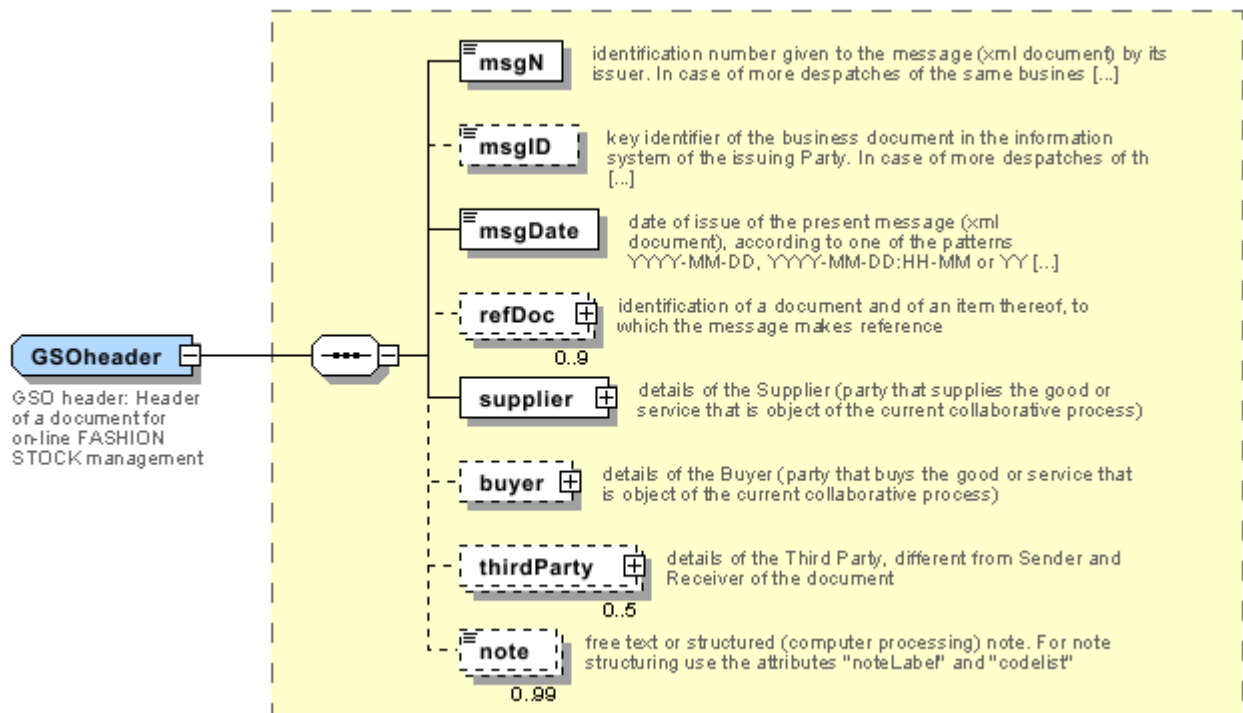 msgN
identification number given to the message (xml document) by its
issuer. In case of more despatches of the same busines [...]
msgID
key identifier of the business document in the information
system of the issuing Party. In case of more despatches of th
[...]
msgDate
date of issue of the present message (xml
document), according to one of the patterns
YYYY-MM-DD, YYYY-MM-DD:HH-MM or YY [...]
refDoc
0..9
identification of a document and of an item thereof, to
which the message makes reference
GSOheader
GSO header: Header
of a document for
on-line FASHION
STOCK management
supplier
details of the Supplier (party that supplies the good or
service that is object of the current collaborative process)
buyer
details of the Buyer (party that buys the good or service that
is object of the current collaborative process)
thirdParty
0..5
details of the Third Party, different from Sender and
Receiver of the document
note
0..99
free text or structured (computer processing) note. For note
structuring use the attributes "noteLabel" and "codelist"